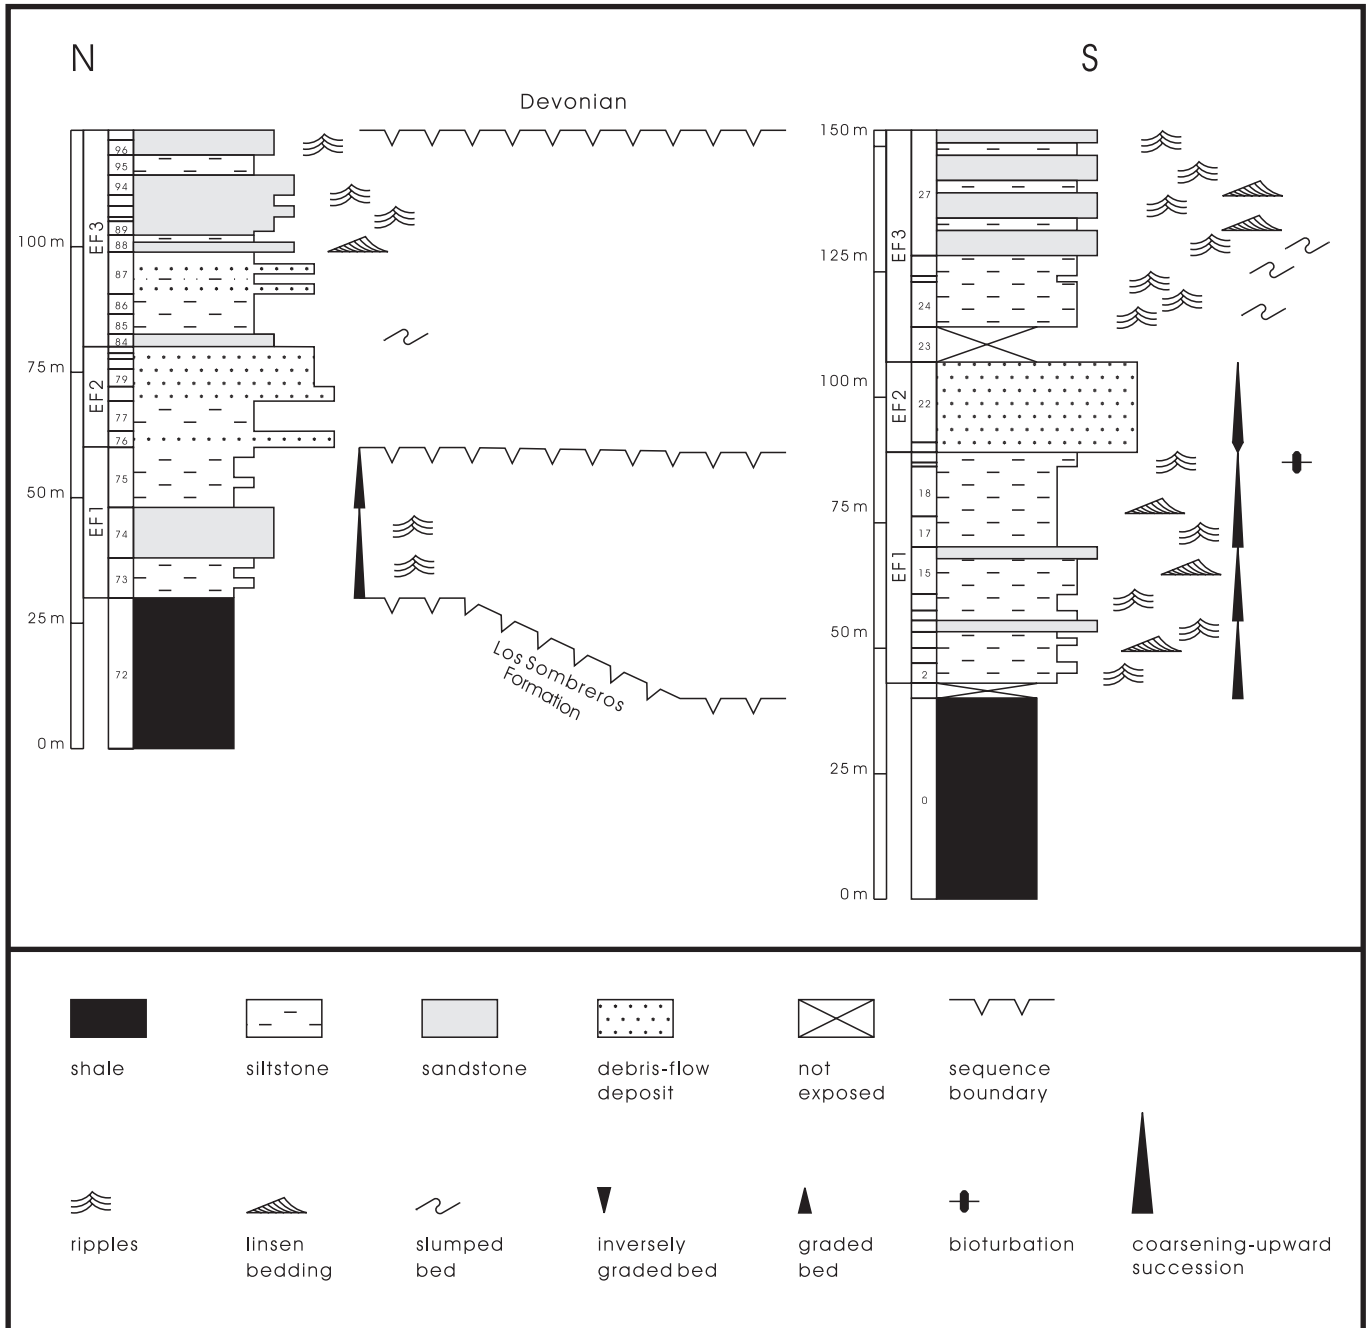 N
S
Devonian
100 m
75 m
50 m
25 m
0 m
EF3
EF2
EF1
96
95
94
89
88
87
86
85
84
79
77
76
75
74
73
72
Los Sombreros
Formation
150 m
125 m
100 m
75 m
50 m
25 m
0 m
EF3
EF2
EF1
27
24
23
22
18
17
15
2
0
shale
siltstone
sandstone
debris-flow
deposit
not
exposed
sequence
boundary
ripples
linsen
bedding
slumped
bed
inversely
graded bed
graded
bed
bioturbation
coarsening-upward
succession